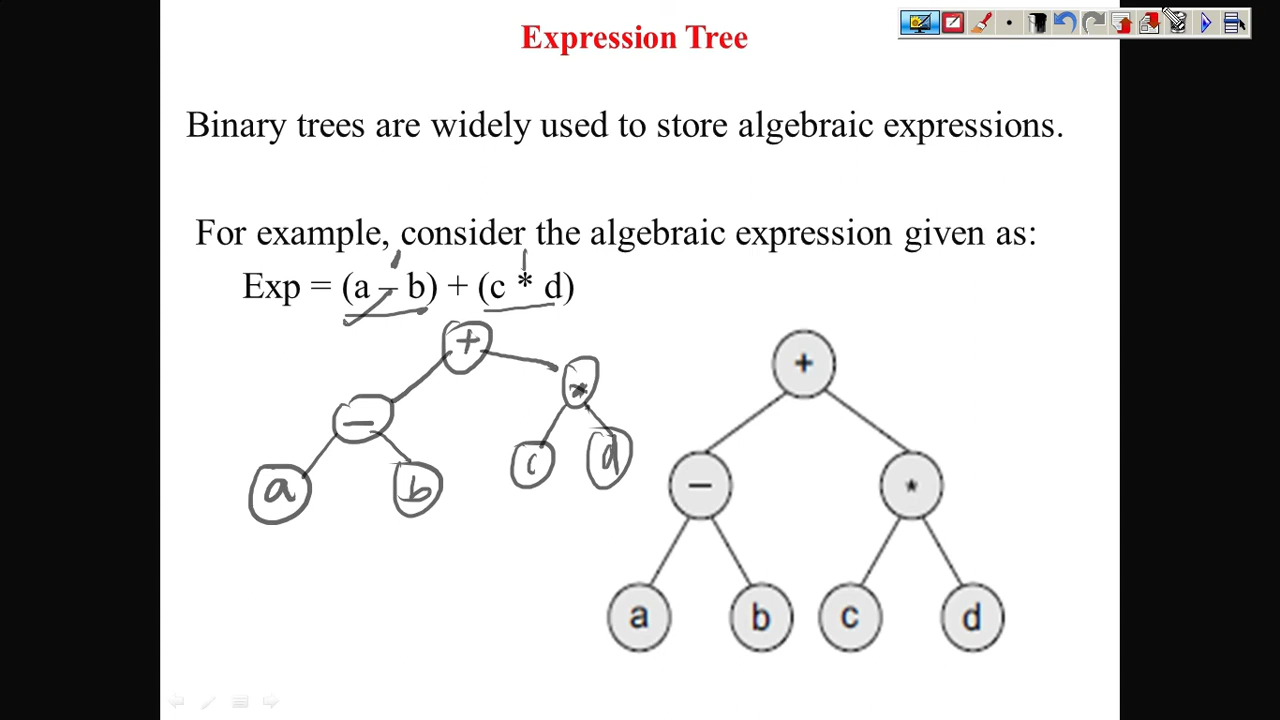 Expression Tree
Binary trees are widely used to store algebraic expressions.
For example, consider the algebraic expression given as:
Exp = (a – b) + (c * d)
+
*
–
c d
a b
+
– *
a b c d